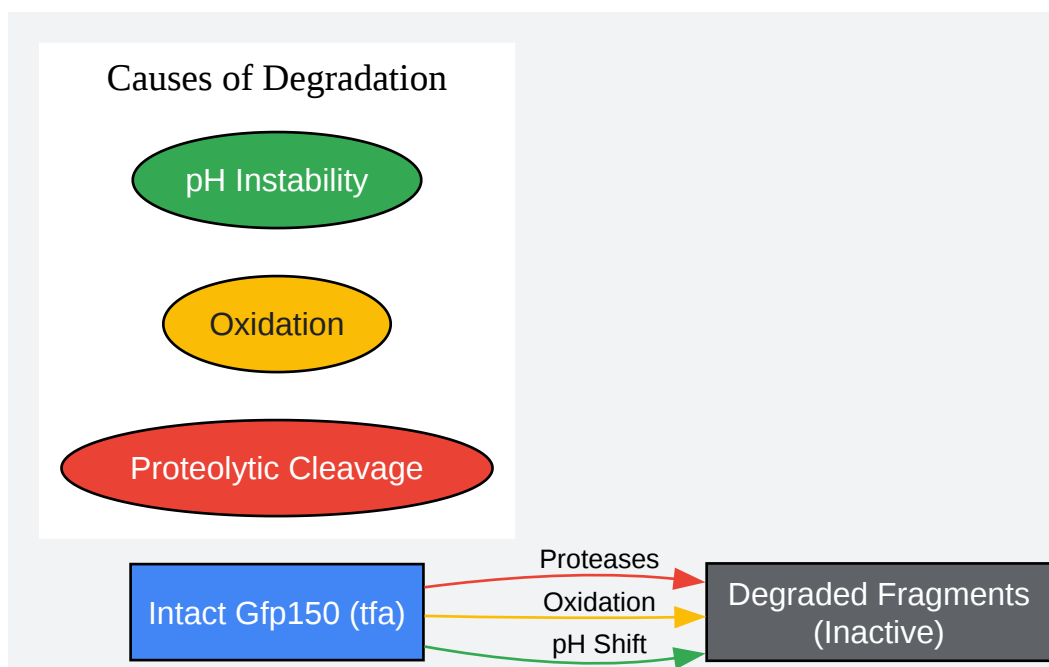 Causes of Degradation
pH Instability
Oxidation
Proteolytic Cleavage
Intact Gfp150 (tfa)
Proteases
Oxidation
pH Shift
Degraded Fragments
(Inactive)